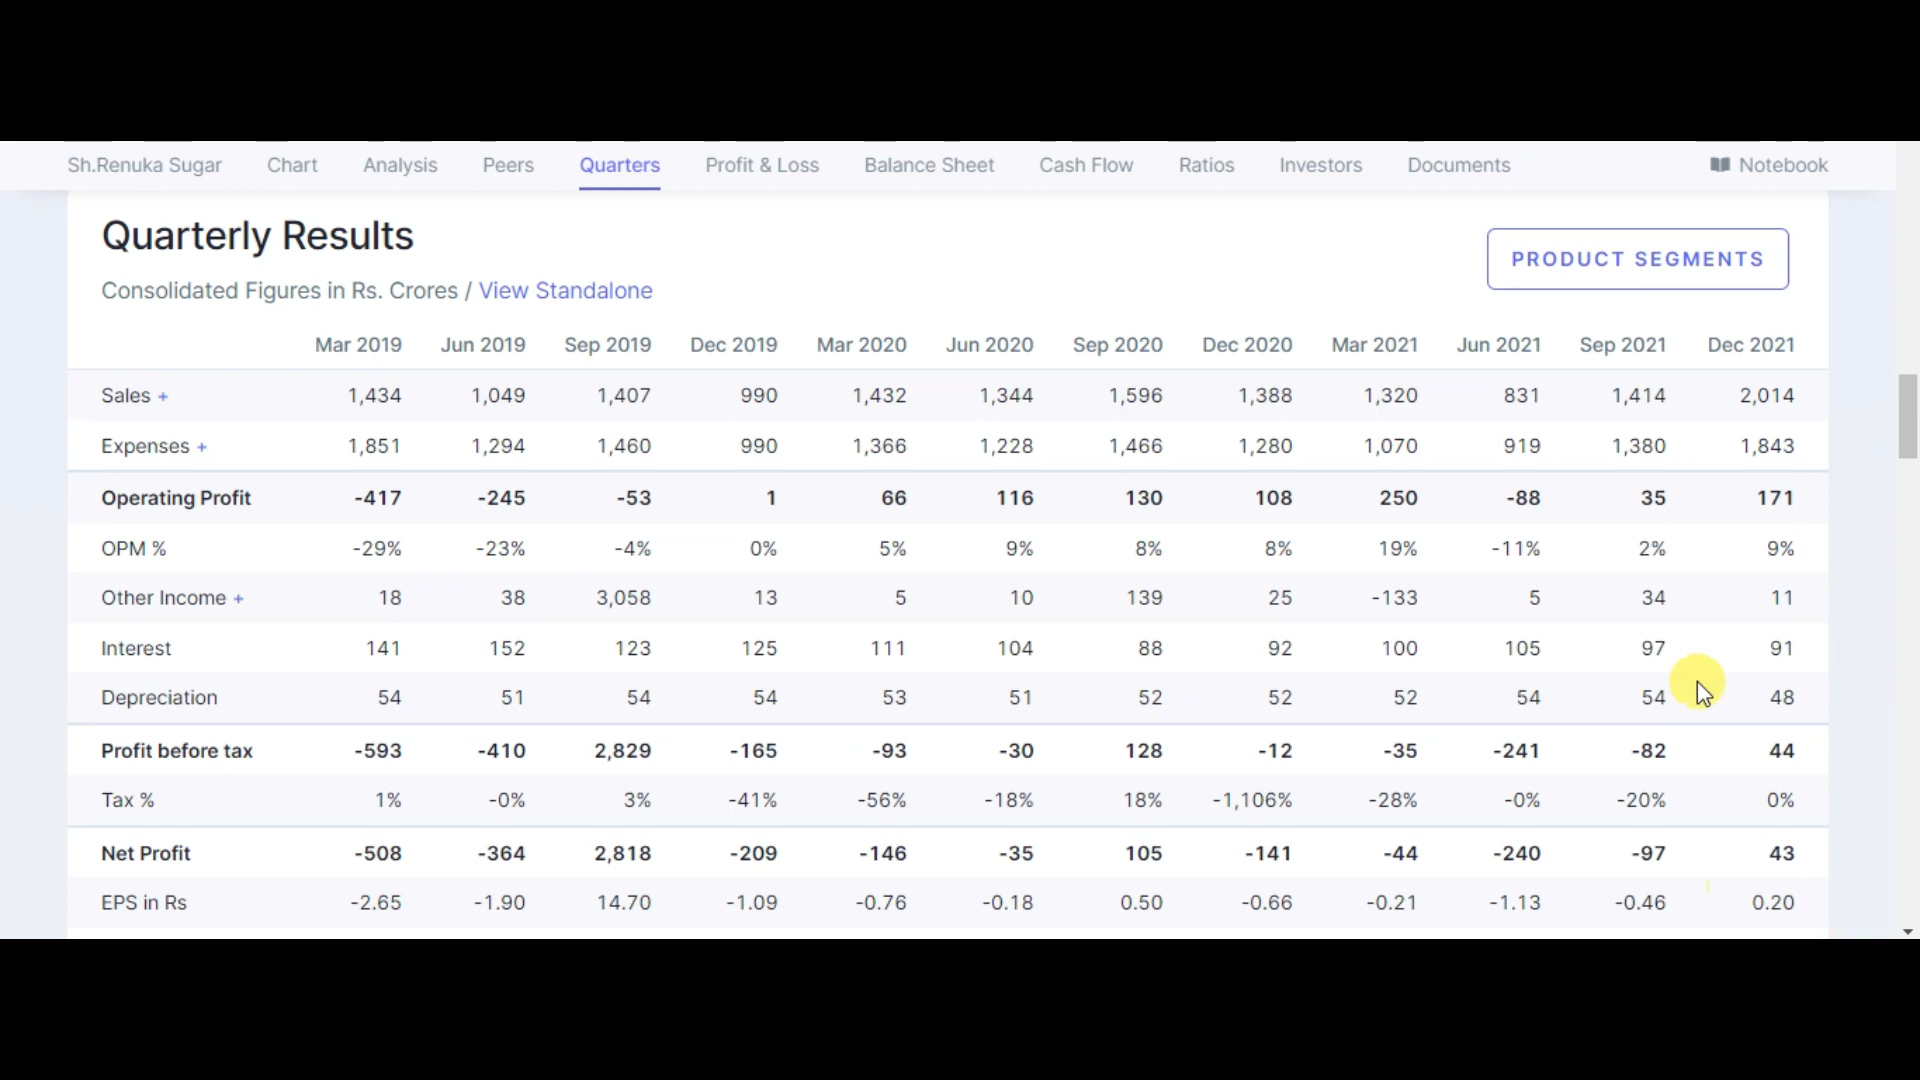 Sh.Renuka Sugar Chart Analysis Peers Quarters Profit & Loss Balance Sheet Cash Flow Ratios Investors Documents Notebook
Quarterly Results
PRODUCT SEGMENTS
Consolidated Figures in Rs. Crores / View Standalone
Mar 2019 Jun 2019 Sep 2019 Dec 2019 Mar 2020 Jun 2020 Sep 2020 Dec 2020 Mar 2021 Jun 2021 Sep 2021 Dec 2021
Sales + 1,434 1,049 1,407 990 1,432 1,344 1,596 1,388 1,320 831 1,414 2,014
Expenses + 1,851 1,294 1,460 990 1,366 1,228 1,466 1,280 1,070 919 1,380 1,843
Operating Profit -417 -245 -53 1 66 116 130 108 250 -88 35 171
OPM % -29% -23% -4% 0% 5% 9% 8% 8% 19% -11% 2% 9%
Other Income + 18 38 3,058 13 5 10 139 25 -133 5 34 11
Interest 141 152 123 125 111 104 88 92 100 105 97 91
Depreciation 54 51 54 54 53 51 52 52 52 54 54 48
Profit before tax -593 -410 2,829 -165 -93 -30 128 -12 -35 -241 -82 44
Tax % 1% -0% 3% -41% -56% -18% 18% -1,106% -28% -0% -20% 0%
Net Profit -508 -364 2,818 -209 -146 -35 105 -141 -44 -240 -97 43
EPS in Rs -2.65 -1.90 14.70 -1.09 -0.76 -0.18 0.50 -0.66 -0.21 -1.13 -0.46 0.20